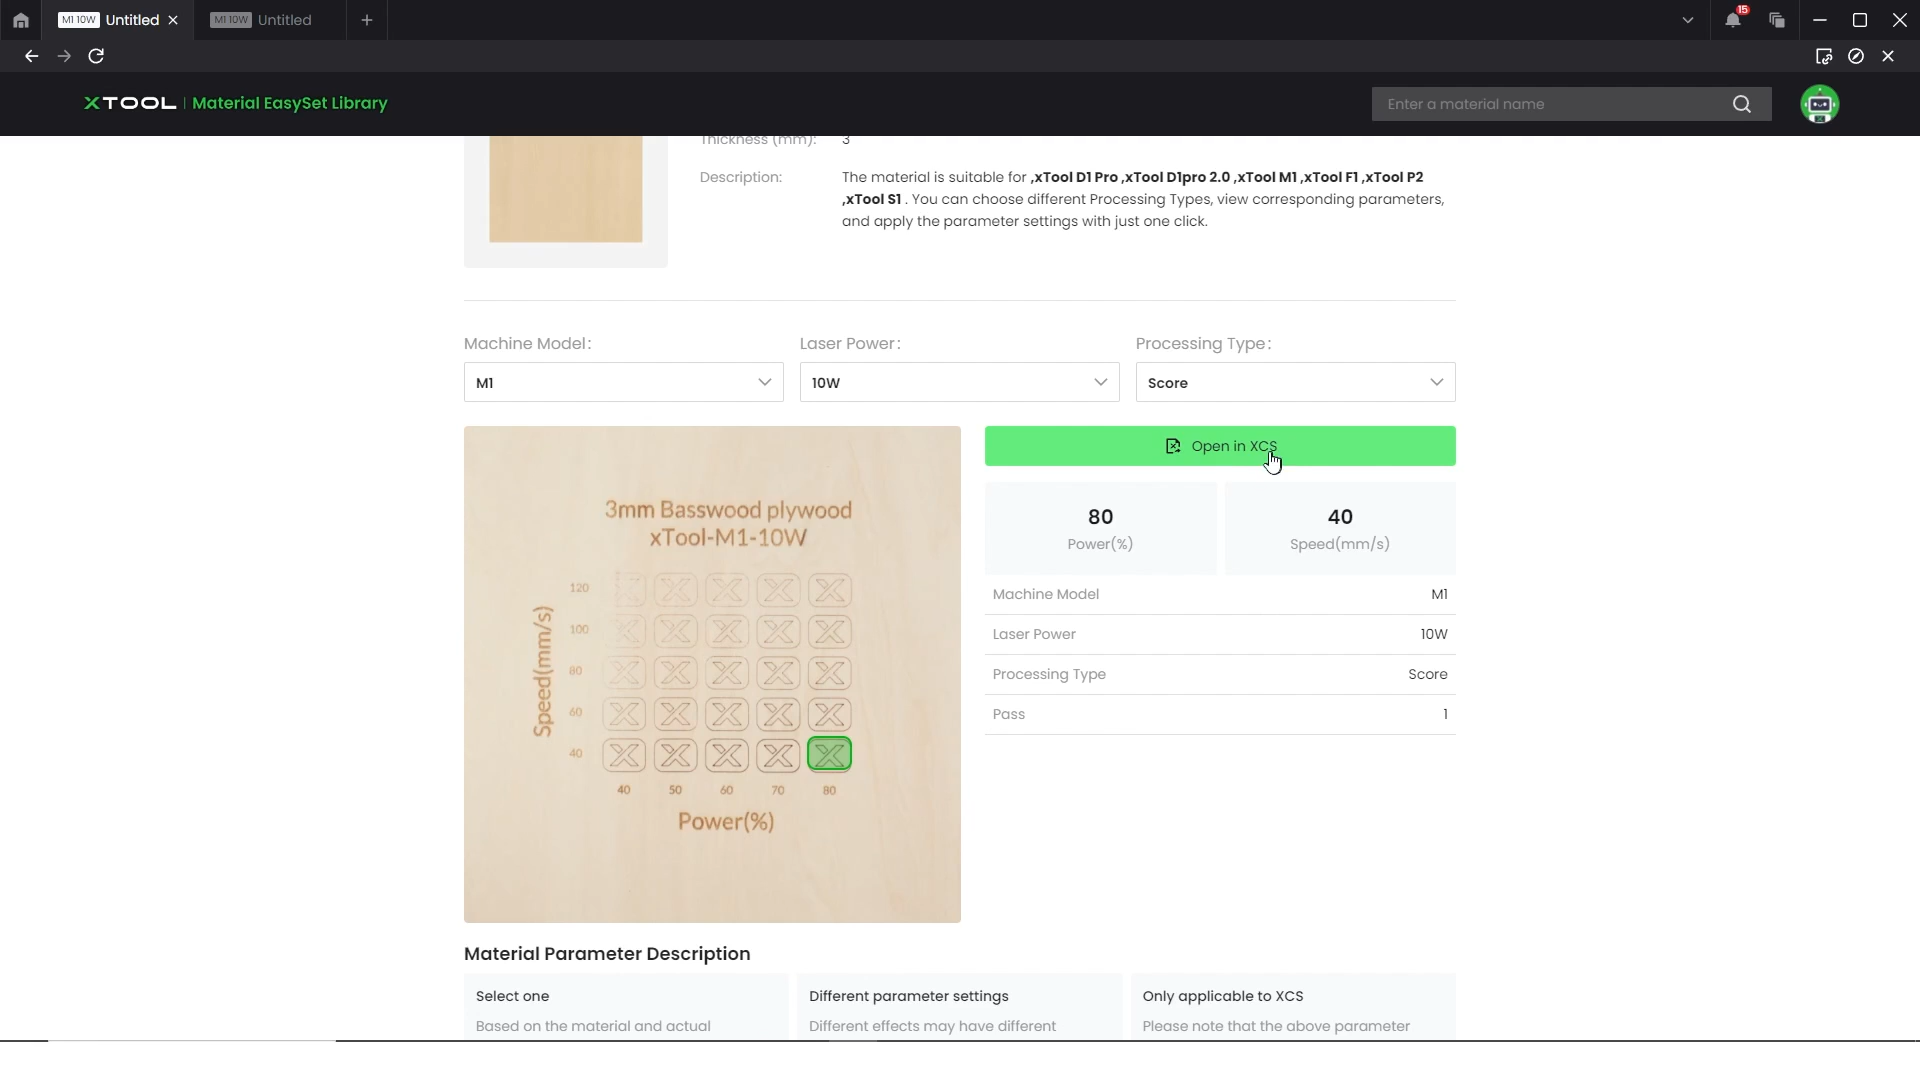 M1 10W Untitled
M1 10W Untitled
15
XTOOL | Material EasySet Library
Enter a material name
Thickness (mm): 3
Description: The material is suitable for ,xTool D1 Pro ,xTool D1pro 2.0 ,xTool M1 ,xTool F1 ,xTool P2
,xTool S1 . You can choose different Processing Types, view corresponding parameters,
and apply the parameter settings with just one click.
Machine Model: Laser Power: Processing Type:
M1 10W Score
Open in XCS
3mm Basswood plywood
xTool-M1-10W
Speed(mm/s)
120
100
80
60
40
40 50 60 70 80
Power(%)
80 40
Power(%) Speed(mm/s)
Machine Model M1
Laser Power 10W
Processing Type Score
Pass 1
Material Parameter Description
Select one
Based on the material and actual
Different parameter settings
Different effects may have different
Only applicable to XCS
Please note that the above parameter